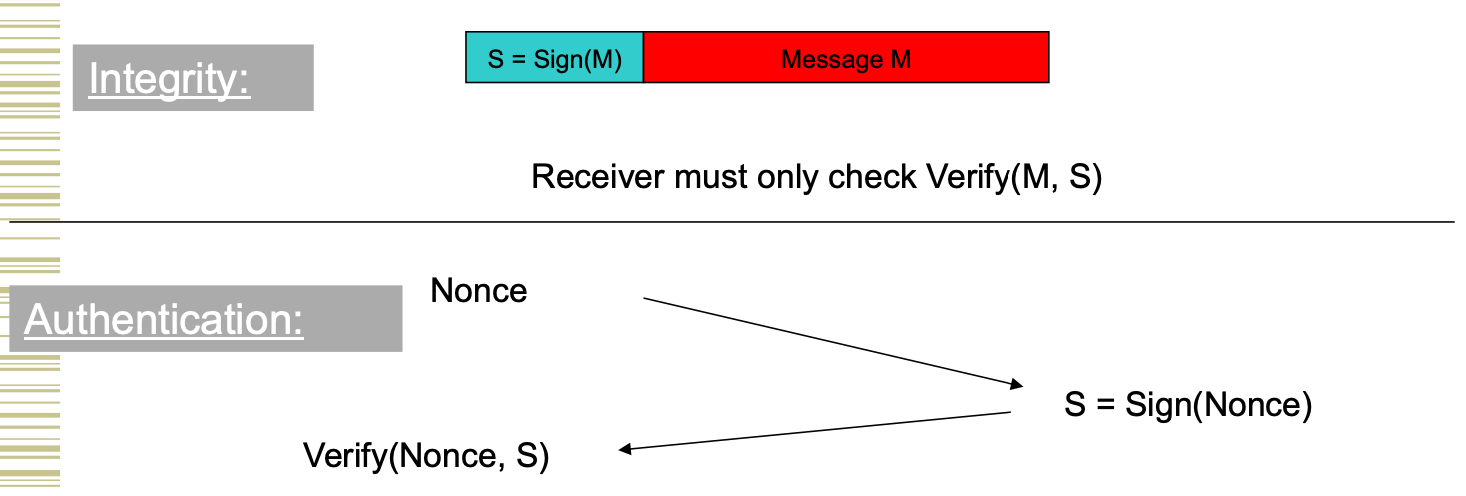 Integrity:
S = Sign(M)
Message M
Receiver must only check Verify(M, S)
Authentication:
Nonce
S = Sign(Nonce)
Verify(Nonce, S)